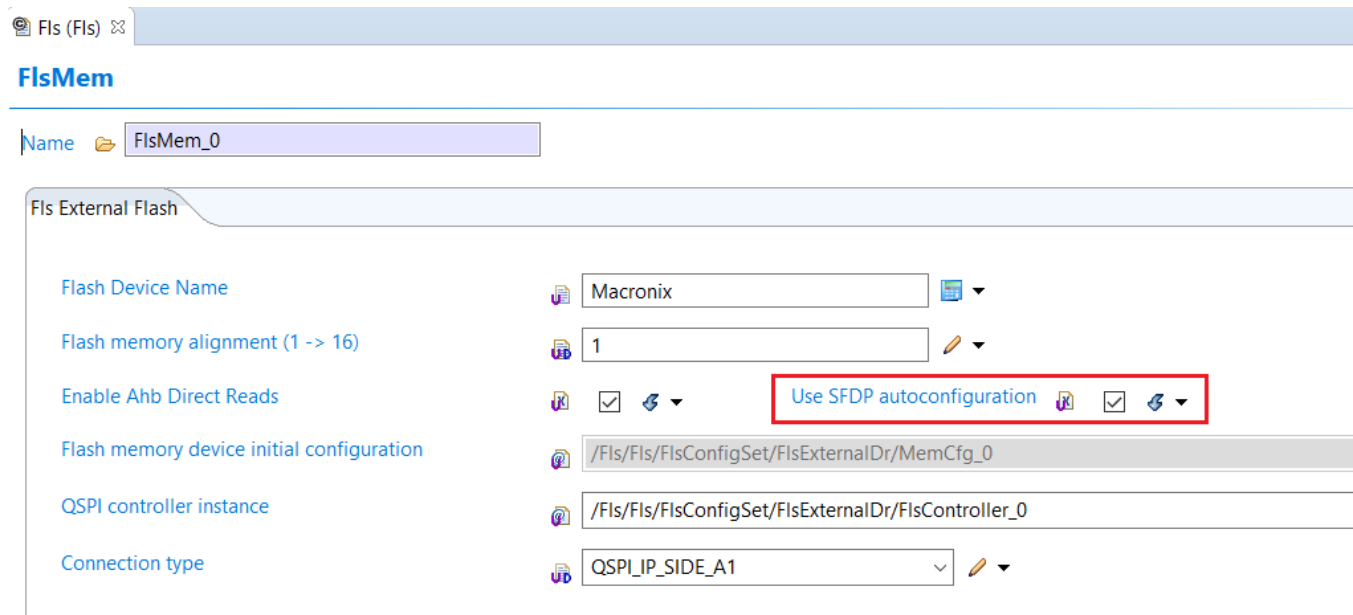 Fls (Fls)
FlsMem
Name FlsMem_0
Fls External Flash
Flash Device Name Macronix
Flash memory alignment (1 -> 16) 1
Enable Ahb Direct Reads Use SFDP autoconfiguration
Flash memory device initial configuration /Fls/Fls/FlsConfigSet/FlsExternalDr/MemCfg_0
QSPI controller instance /Fls/Fls/FlsConfigSet/FlsExternalDr/FlsController_0
Connection type QSPI_IP_SIDE_A1